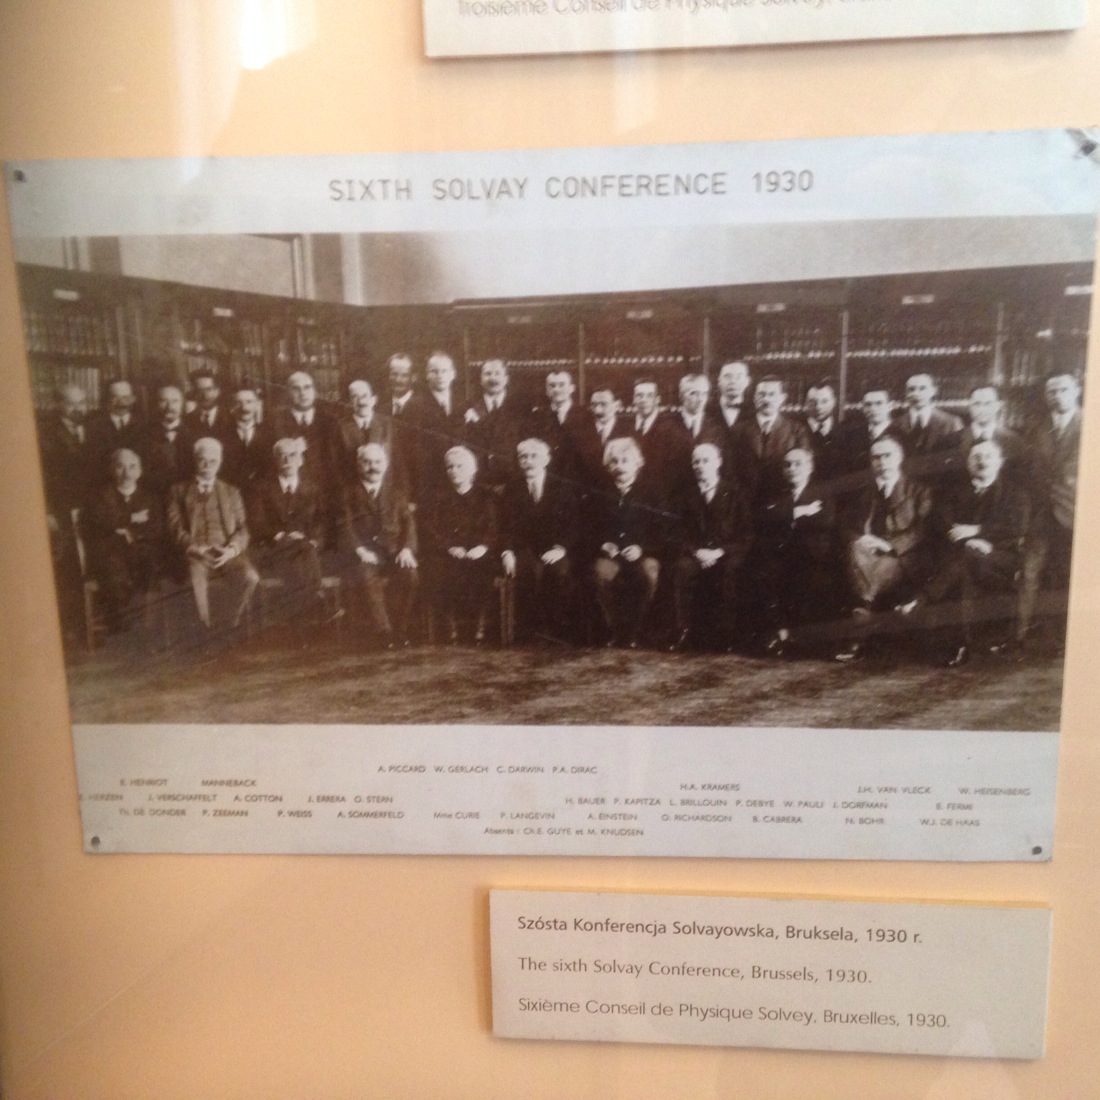 Troisième Conseil de Physique Solvey,
SIXTH SOLVAY CONFERENCE 1930
A. PICCARD W. GERLACH C. DARWIN P.A. DIRAC
E. HENRIOT MANNEBACK H.A. KRAMERS J.H. VAN VLECK W. HEISENBERG
E. HERZEN J. VERSCHAFFELT A. COTTON J. ERRERA O. STERN H. BAUER P. KAPITZA L. BRILLOUIN P. DEBYE W. PAULI J. DORFMAN E. FERMI
TH. DE DONDER P. ZEEMAN P. WEISS A. SOMMERFELD Mme CURIE P. LANGEVIN A. EINSTEIN O. RICHARDSON B. CABRERA N. BOHR W.J. DE HAAS
Absents : Ch.E. GUYE et M. KNUDSEN
Szósta Konferencja Solvayowska, Bruksela, 1930 r.
The sixth Solvay Conference, Brussels, 1930.
Sixième Conseil de Physique Solvey, Bruxelles, 1930.